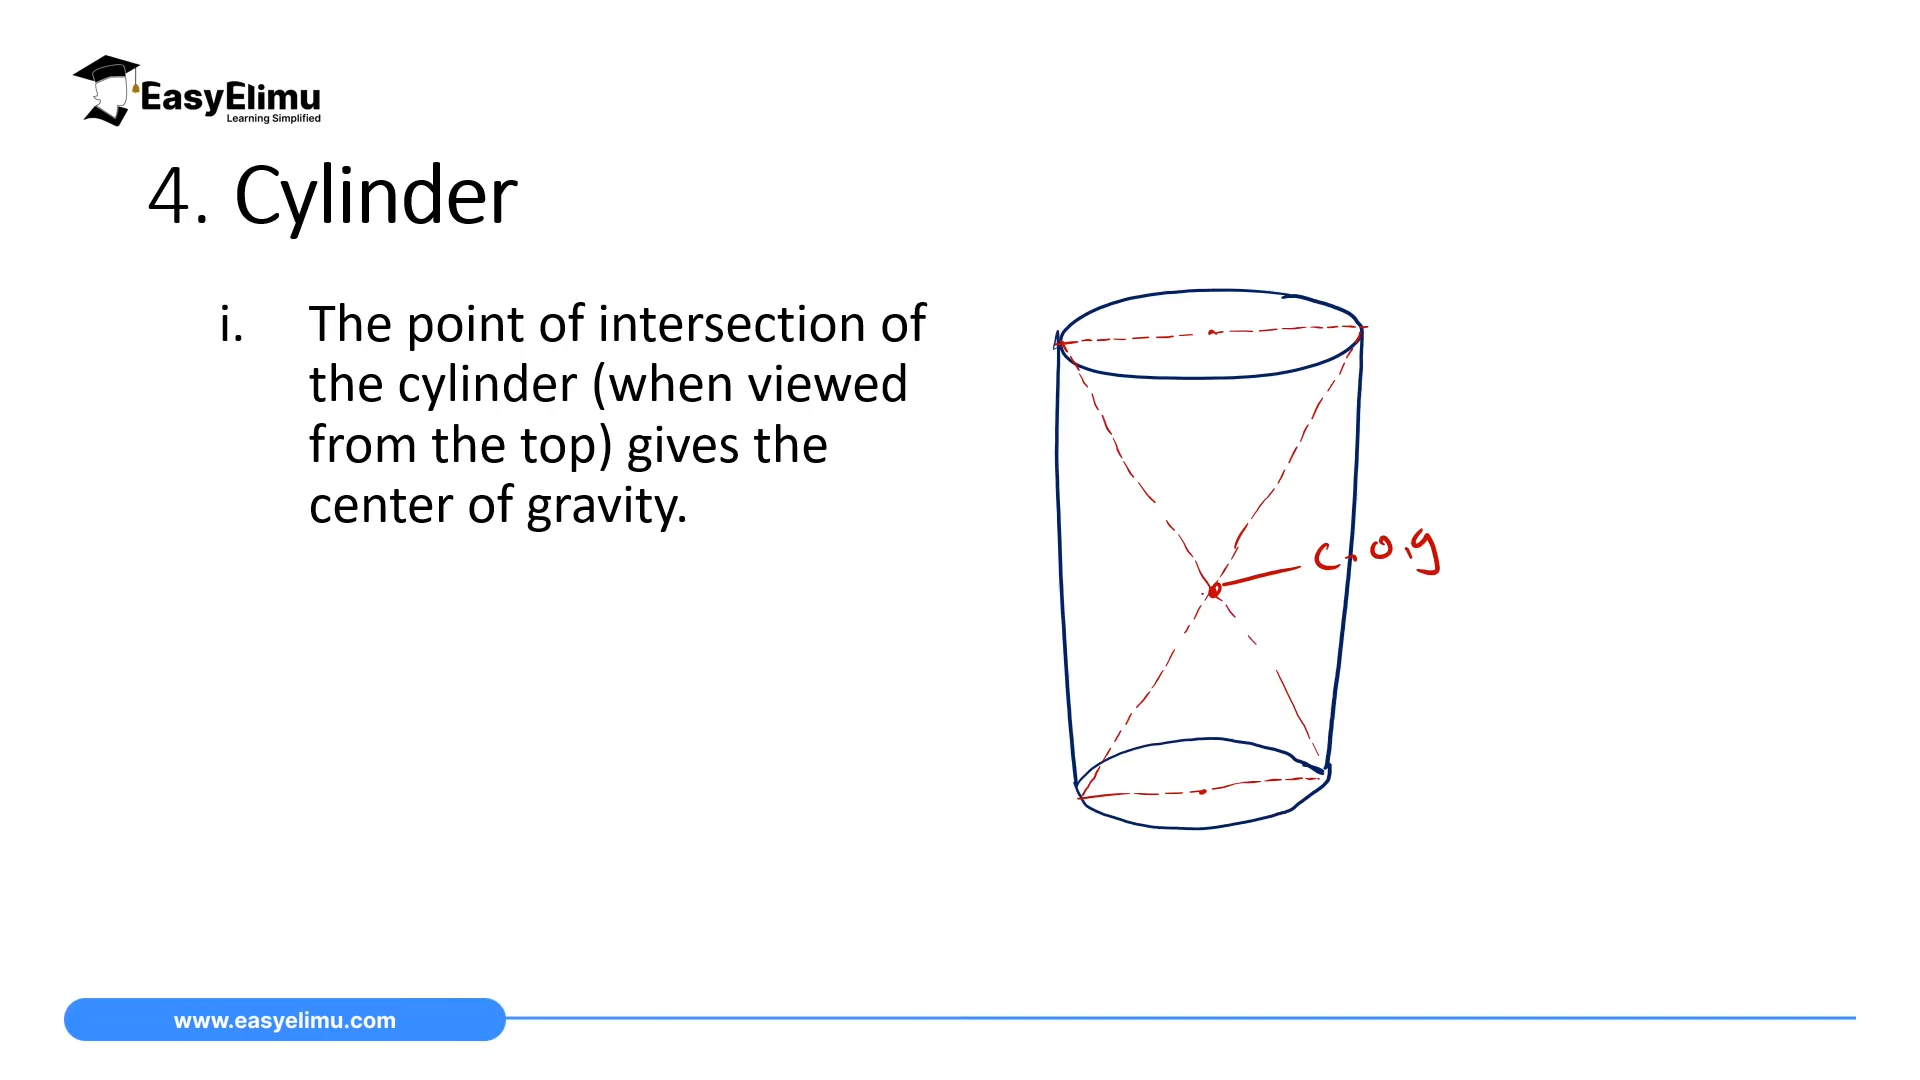 EasyElimu
Learning Simplified
4. Cylinder
i. The point of intersection of
the cylinder (when viewed
from the top) gives the
center of gravity.
c.o.g
www.easyelimu.com